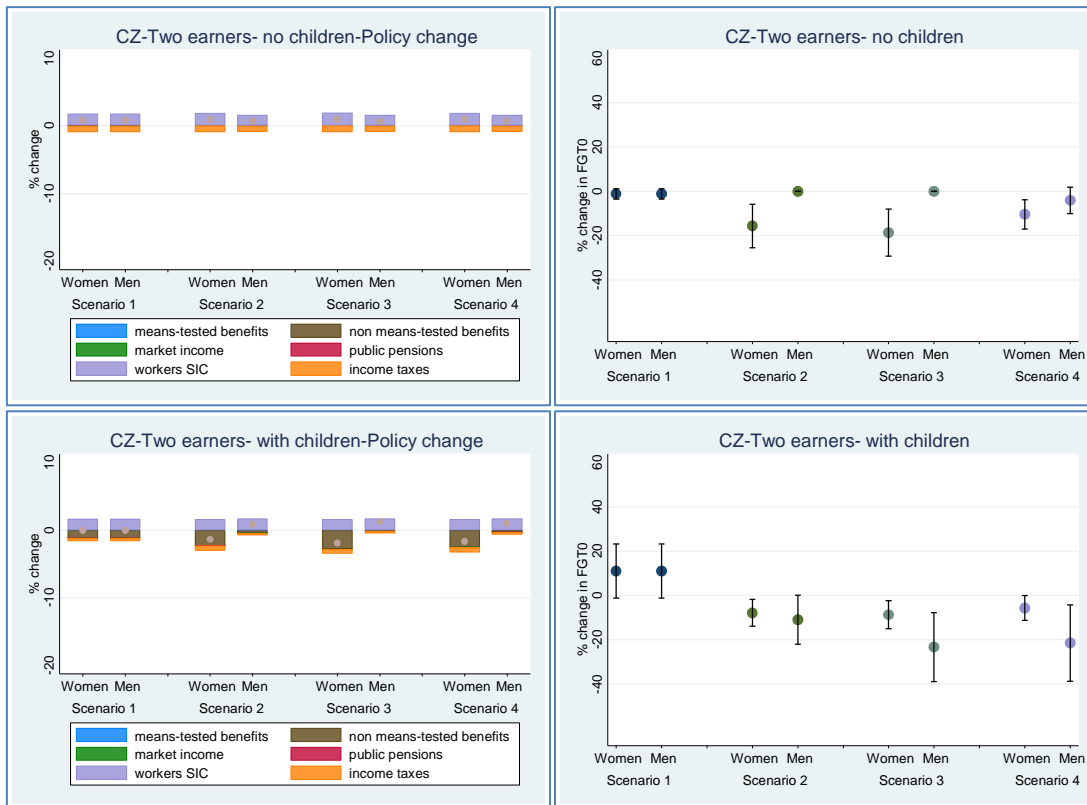 CZ-Two earners- no children-Policy change
% change
10
0
-10
-20
Women Men Women Men Women Men Women Men
Scenario 1 Scenario 2 Scenario 3 Scenario 4
means-tested benefits non means-tested benefits
market income public pensions
workers SIC income taxes
CZ-Two earners- no children
% change in FGT0
60
40
20
0
-20
-40
Women Men Women Men Women Men Women Men
Scenario 1 Scenario 2 Scenario 3 Scenario 4
CZ-Two earners- with children-Policy change
% change
10
0
-10
-20
Women Men Women Men Women Men Women Men
Scenario 1 Scenario 2 Scenario 3 Scenario 4
means-tested benefits non means-tested benefits
market income public pensions
workers SIC income taxes
CZ-Two earners- with children
% change in FGT0
60
40
20
0
-20
-40
Women Men Women Men Women Men Women Men
Scenario 1 Scenario 2 Scenario 3 Scenario 4